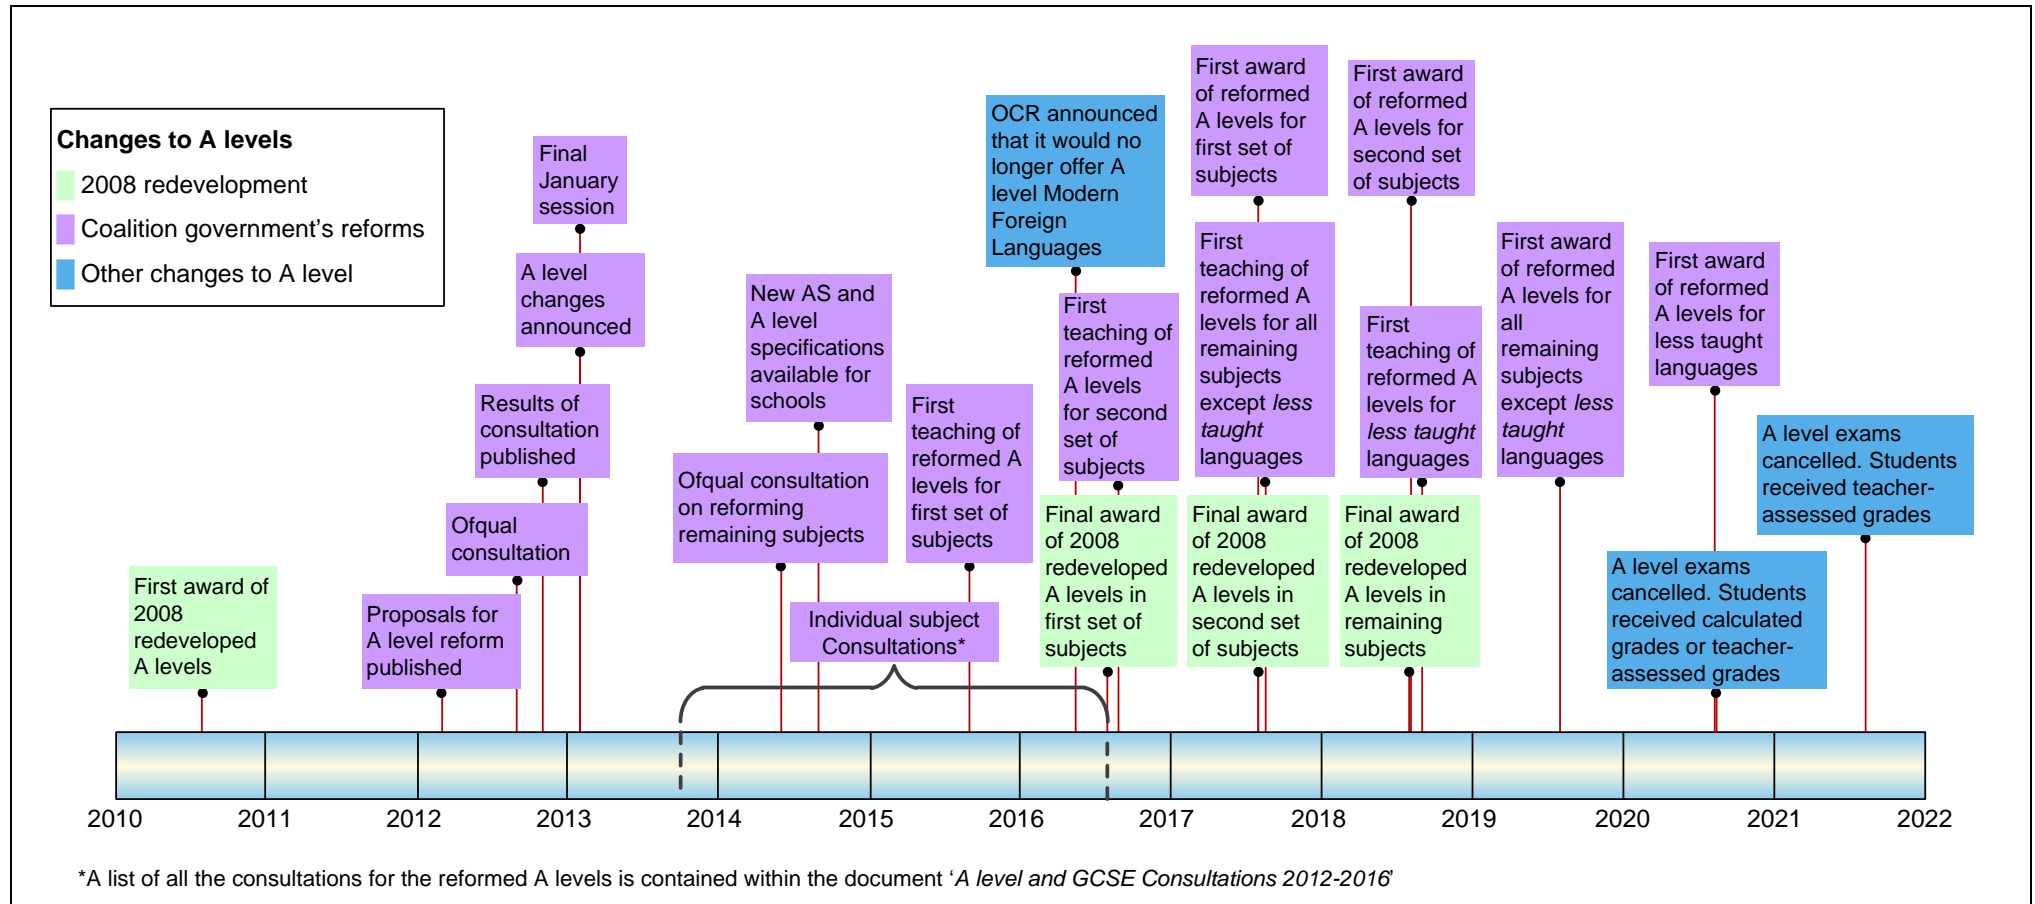 Changes to A levels
2008 redevelopment
Coalition government’s reforms
Other changes to A level
First award of
2008
redeveloped
A levels
Proposals for
A level reform
published
Ofqual
consultation
Results of
consultation
published
A level
changes
announced
Final
January
session
Ofqual consultation
on reforming
remaining subjects
New AS and
A level
specifications
available for
schools
Individual subject
Consultations*
First
teaching of
reformed A
levels for
first set of
subjects
OCR announced
that it would no
longer offer A
level Modern
Foreign
Languages
First
teaching of
reformed
A levels
for second
set of
subjects
Final award
of 2008
redeveloped
A levels in
first set of
subjects
First award
of reformed
A levels for
first set of
subjects
First
teaching of
reformed A
levels for all
remaining
subjects
except less
taught
languages
Final award
of 2008
redeveloped
A levels in
second set
of subjects
First award
of reformed
A levels for
second set
of subjects
First
teaching of
reformed A
levels for
less taught
languages
Final award
of 2008
redeveloped
A levels in
remaining
subjects
First award
of reformed
A levels for
all
remaining
subjects
except less
taught
languages
First award
of reformed
A levels for
less taught
languages
A level exams
cancelled. Students
received calculated
grades or teacher-
assessed grades
A level exams
cancelled. Students
received teacher-
assessed grades
2010 2011 2012 2013 2014 2015 2016 2017 2018 2019 2020 2021 2022
*A list of all the consultations for the reformed A levels is contained within the document ‘A level and GCSE Consultations 2012-2016’